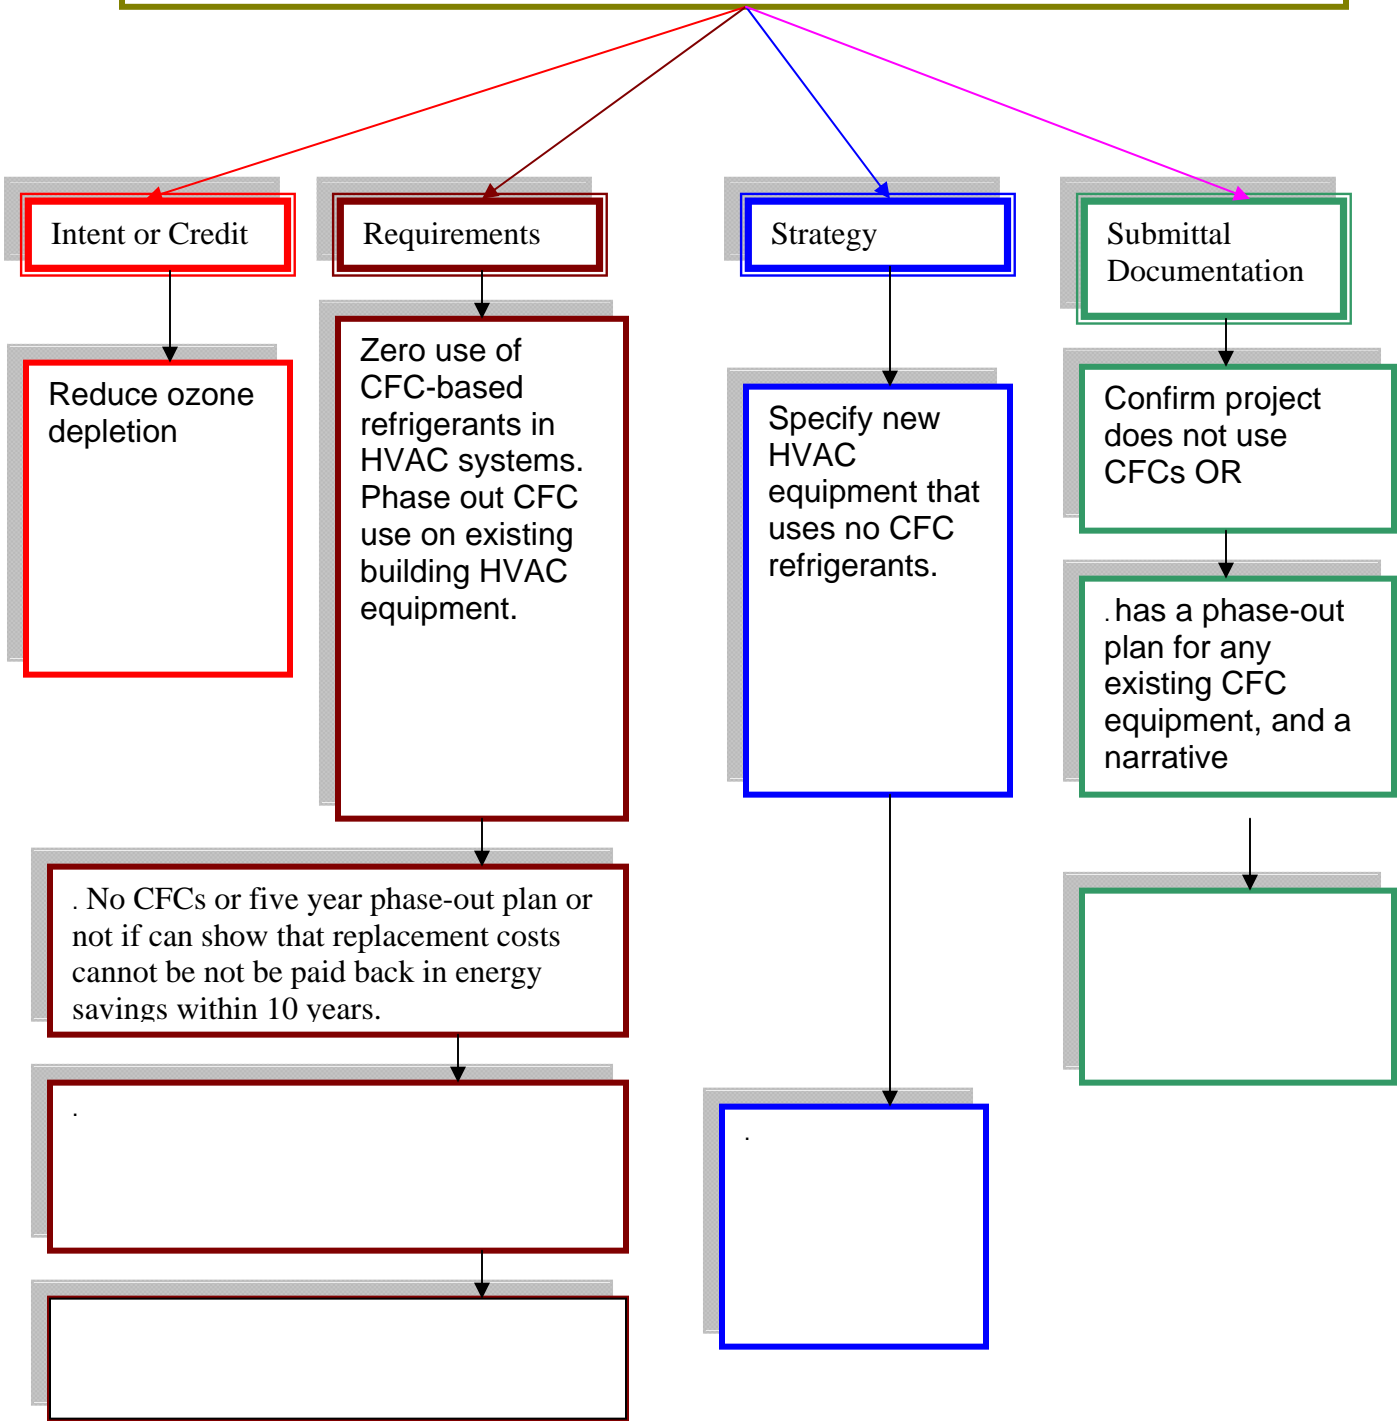 Intent or Credit
Reduce ozone
depletion
Requirements
Zero use of
CFC-based
refrigerants in
HVAC systems.
Phase out CFC
use on existing
building HVAC
equipment.
. No CFCs or five year phase-out plan or
not if can show that replacement costs
cannot be not be paid back in energy
savings within 10 years.
.
Strategy
Specify new
HVAC
equipment that
uses no CFC
refrigerants.
.
Submittal
Documentation
Confirm project
does not use
CFCs OR
. has a phase-out
plan for any
existing CFC
equipment, and a
narrative